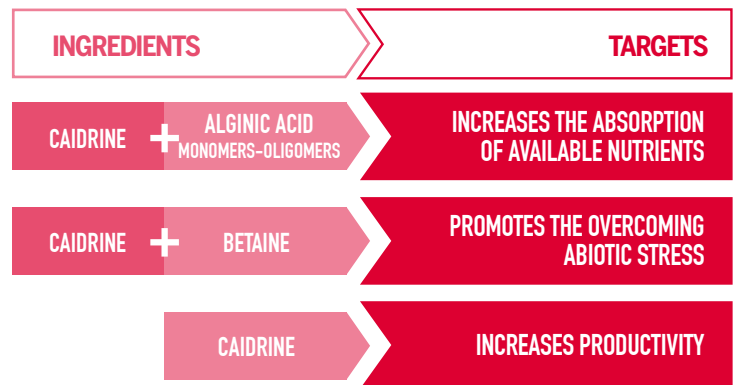 INGREDIENTS
TARGETS
CAIDRINE + ALGINIC ACID
MONOMERS-OLIGOMERS
INCREASES THE ABSORPTION
OF AVAILABLE NUTRIENTS
CAIDRINE + BETAINE
PROMOTES THE OVERCOMING
ABIOTIC STRESS
CAIDRINE
INCREASES PRODUCTIVITY